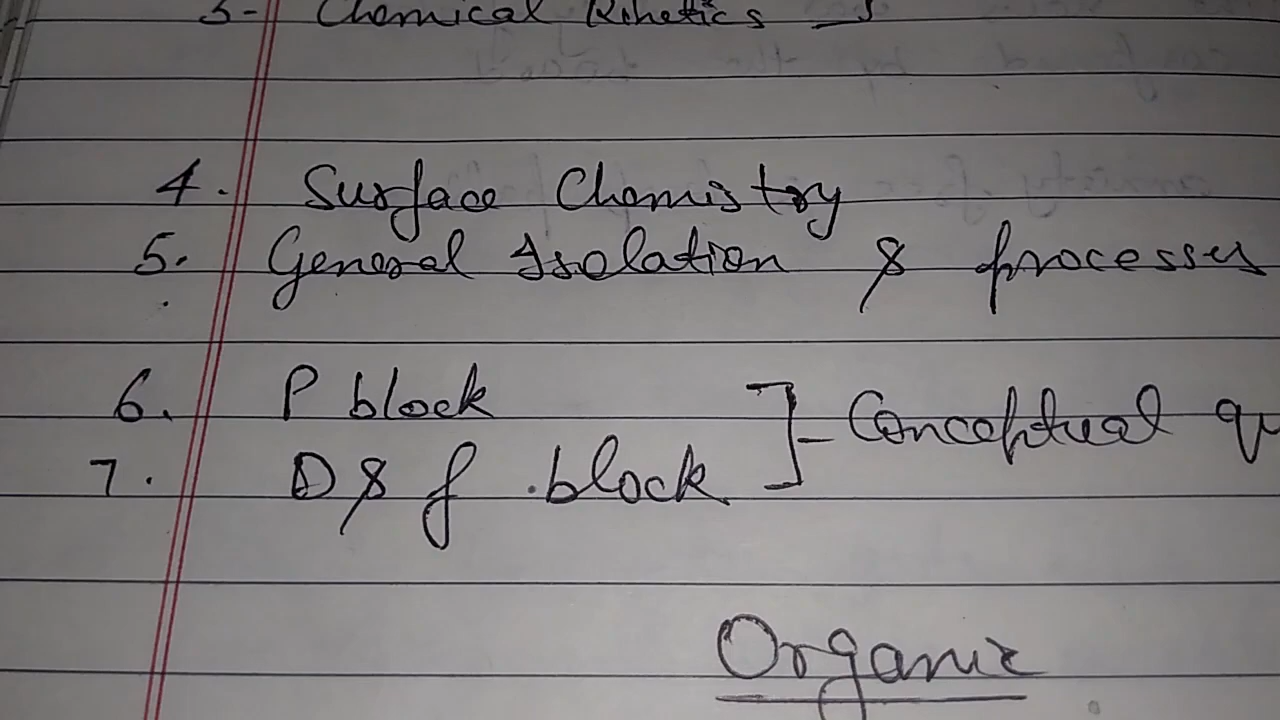 3- Chemical Kinetics
4. Surface Chemistry
5. General Isolation & processes
6. P block
7. D & f block ] - Conceptual
Organic